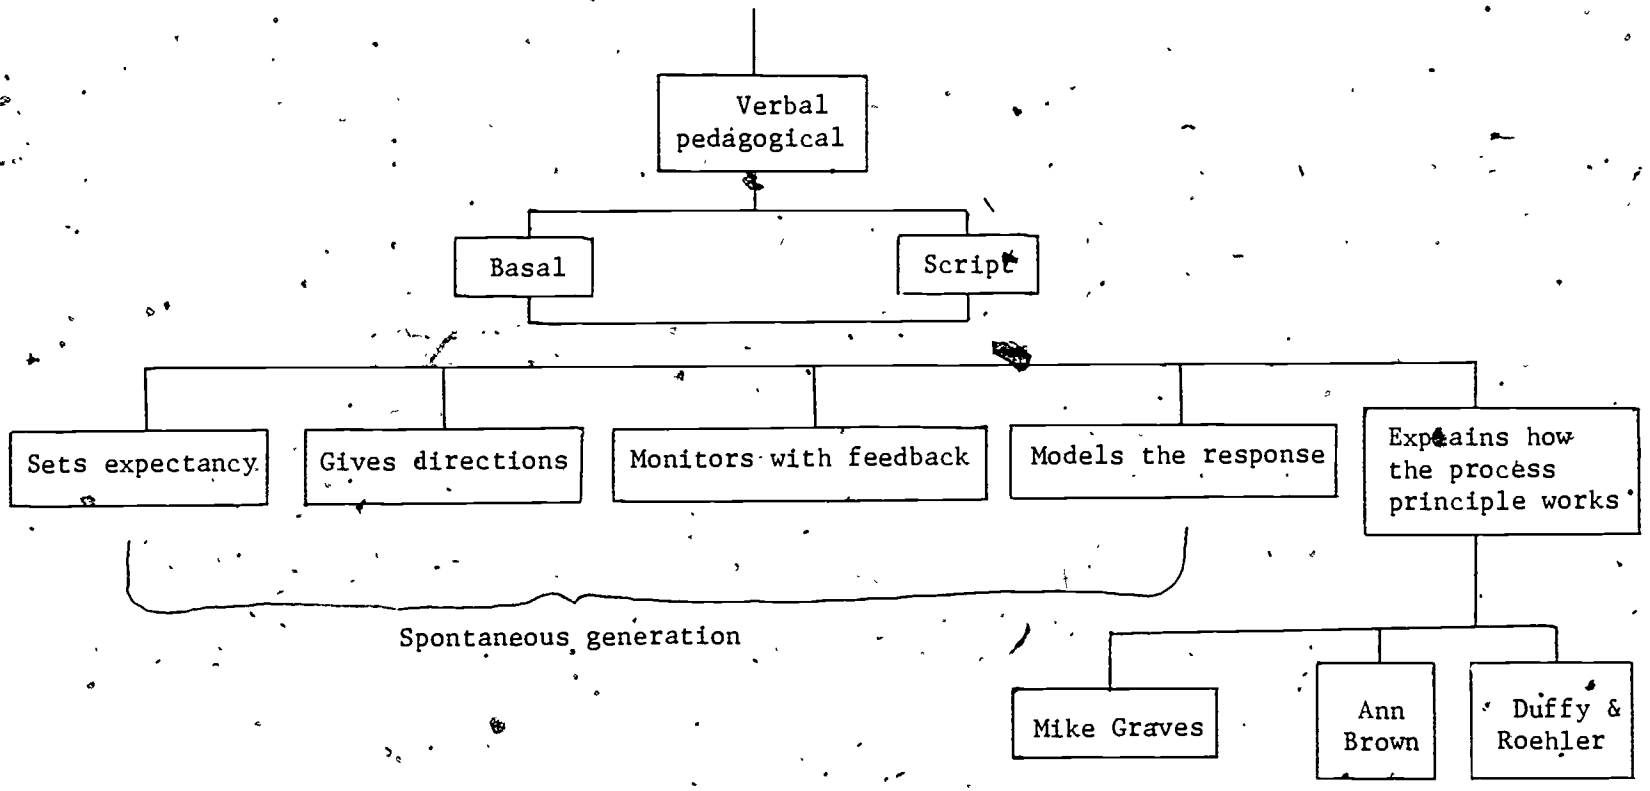 Verbal
pedagogical
Basal
Script
Sets expectancy
Gives directions
Monitors with feedback
Models the response
Explains how
the process
principle works
Spontaneous generation
Mike Graves
Ann
Brown
Duffy &
Roehler